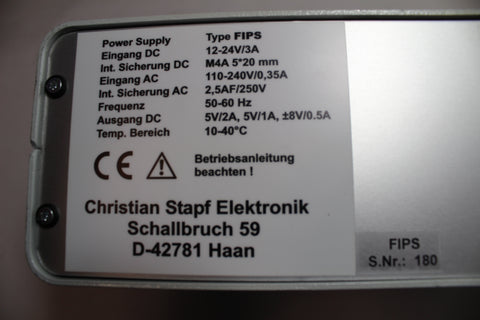 Power Supply Type FIPS
Eingang DC 12-24V/3A
Int. Sicherung DC M4A 5*20 mm
Eingang AC 110-240V/0,35A
Int. Sicherung AC 2,5AF/250V
Frequenz 50-60 Hz
Ausgang DC 5V/2A, 5V/1A, ±8V/0.5A
Temp. Bereich 10-40°C
CE Betriebsanleitung
beachten !
Christian Stapf Elektronik
Schallbruch 59
D-42781 Haan
FIPS
S.Nr.: 180